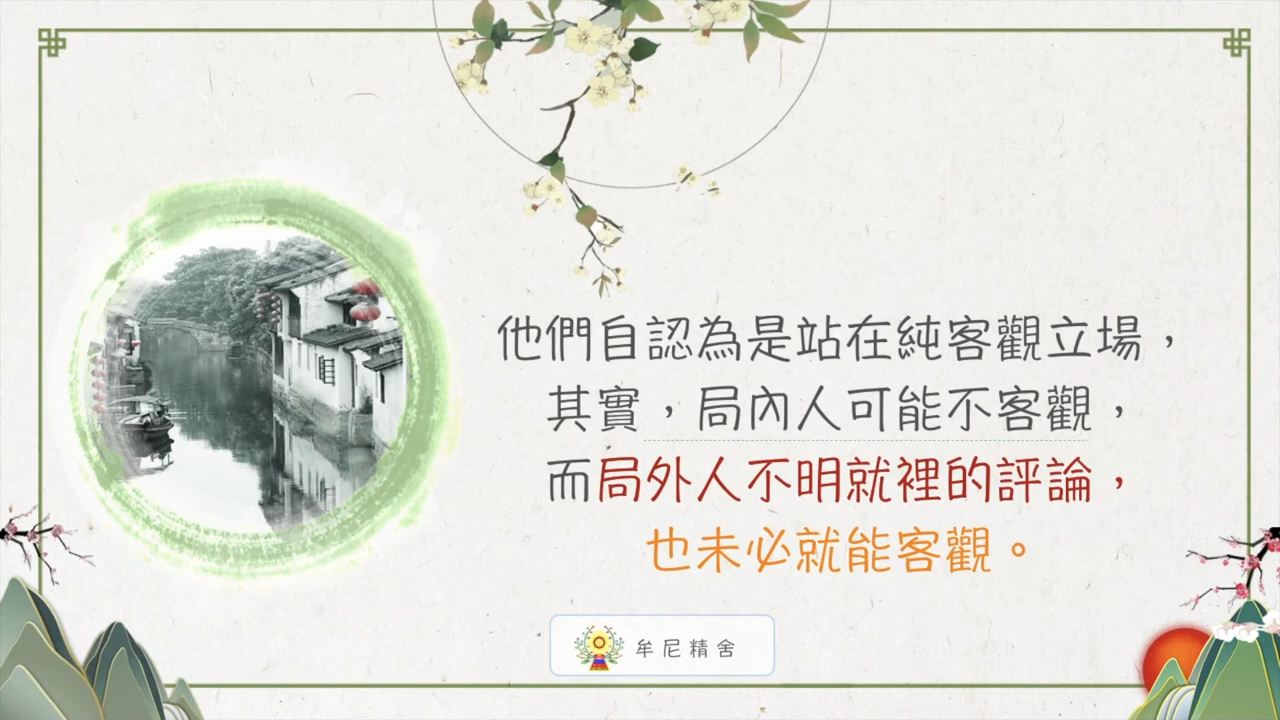 他們自認為是站在純客觀立場，
其實，局內人可能不客觀，
而局外人不明就裡的評論，
也未必就能客觀。
牟尼精舍